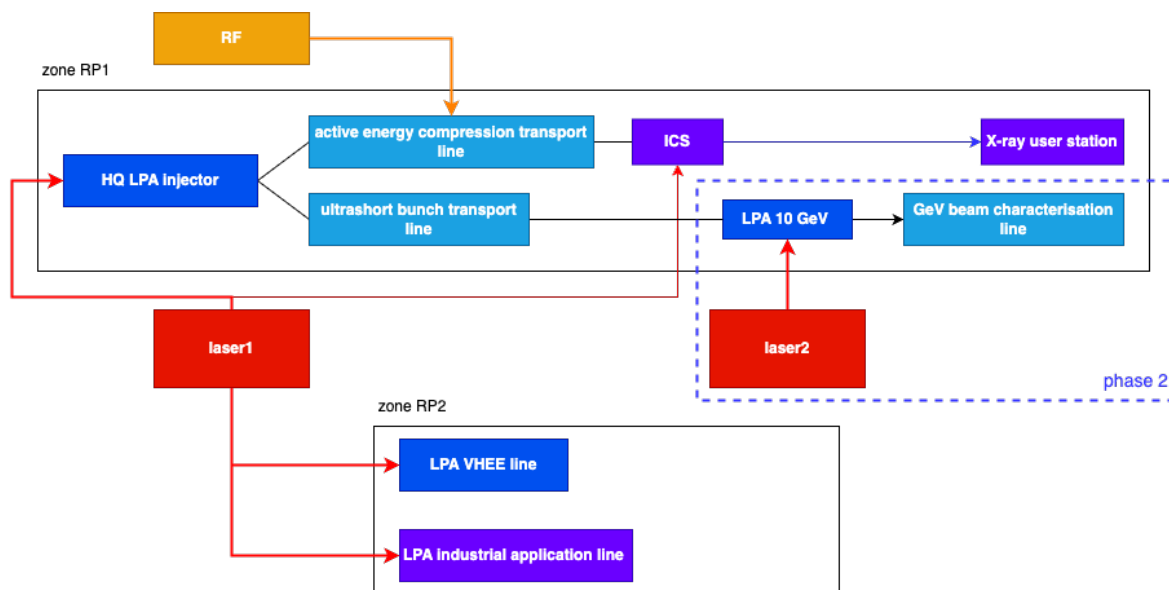 RF
zone RP1
active energy compression transport
line
ICS
X-ray user station
HQ LPA injector
ultrashort bunch transport
line
LPA 10 GeV
GeV beam characterisation
line
laser1
laser2
phase 2
zone RP2
LPA VHEE line
LPA industrial application line